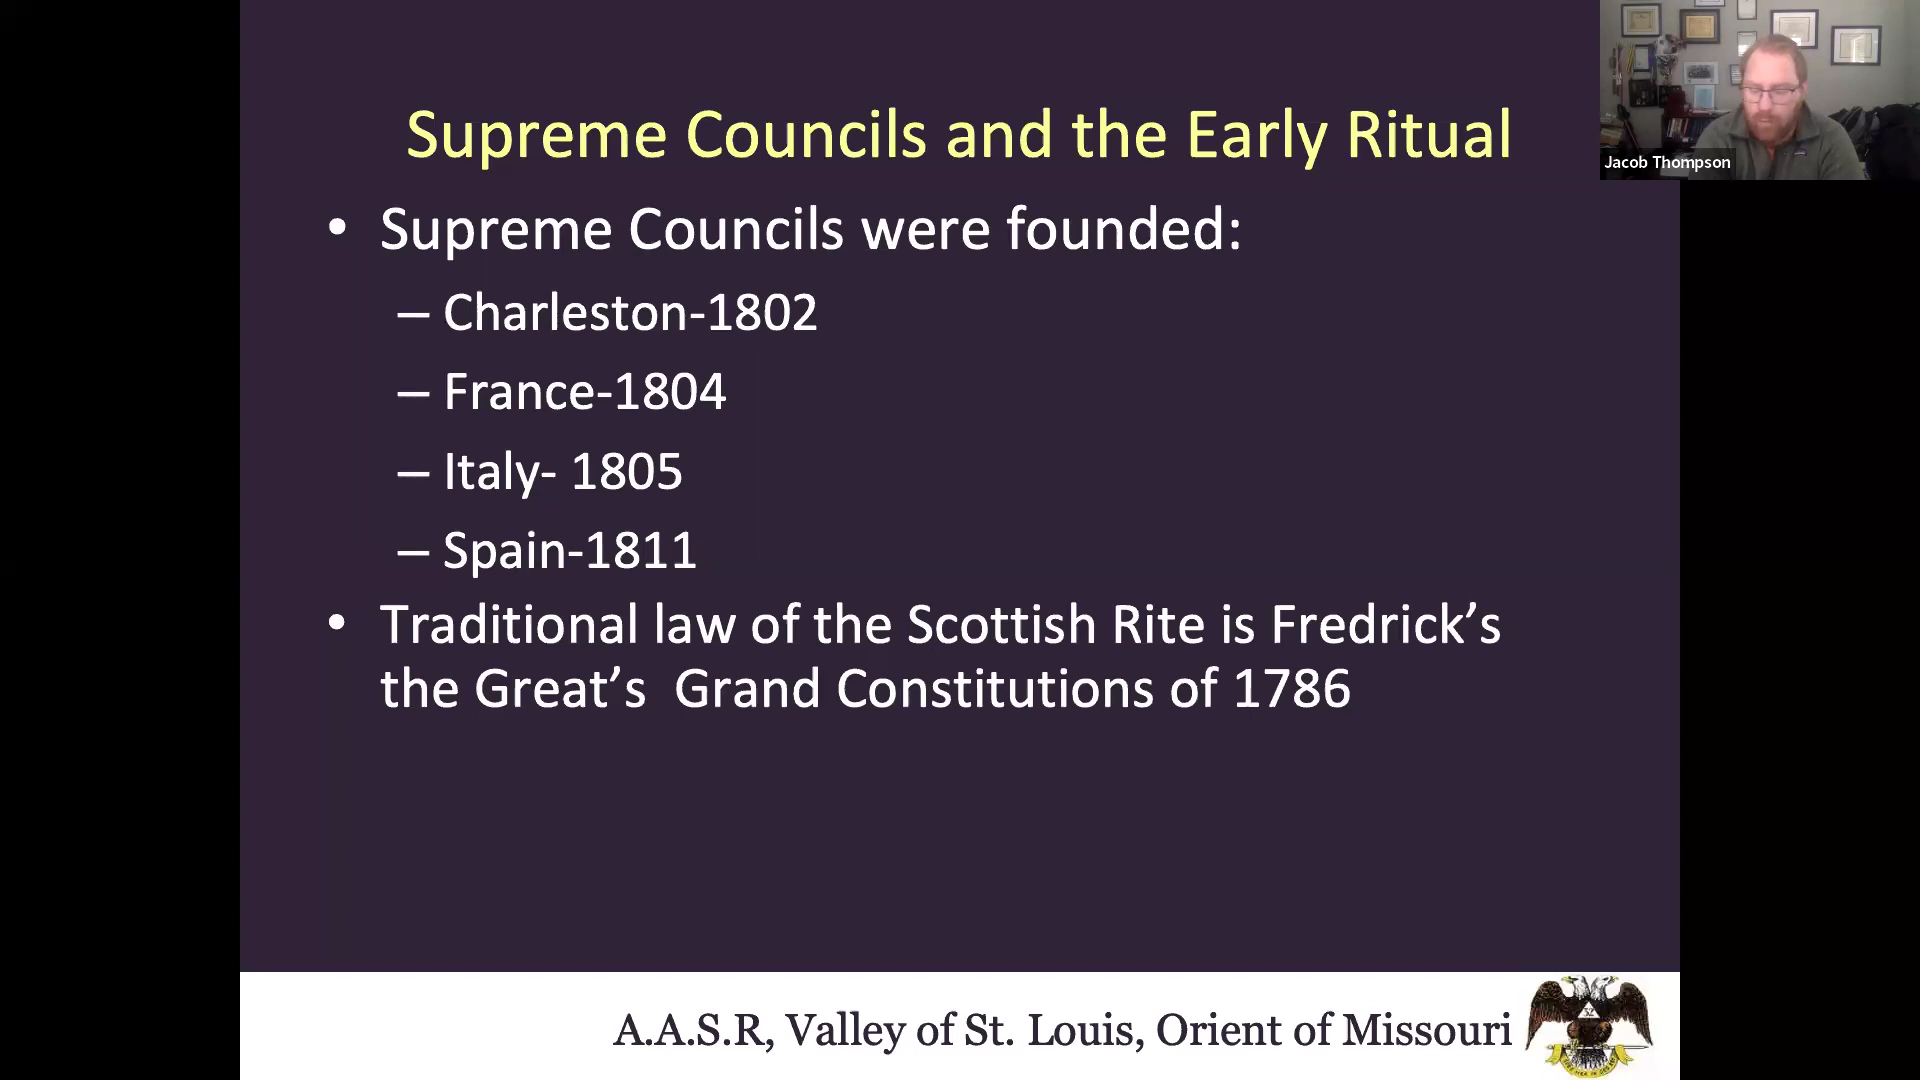 Supreme Councils and the Early Ritual
Jacob Thompson
• Supreme Councils were founded:
– Charleston-1802
– France-1804
– Italy- 1805
– Spain-1811
• Traditional law of the Scottish Rite is Fredrick’s
the Great’s  Grand Constitutions of 1786
A.A.S.R, Valley of St. Louis, Orient of Missouri